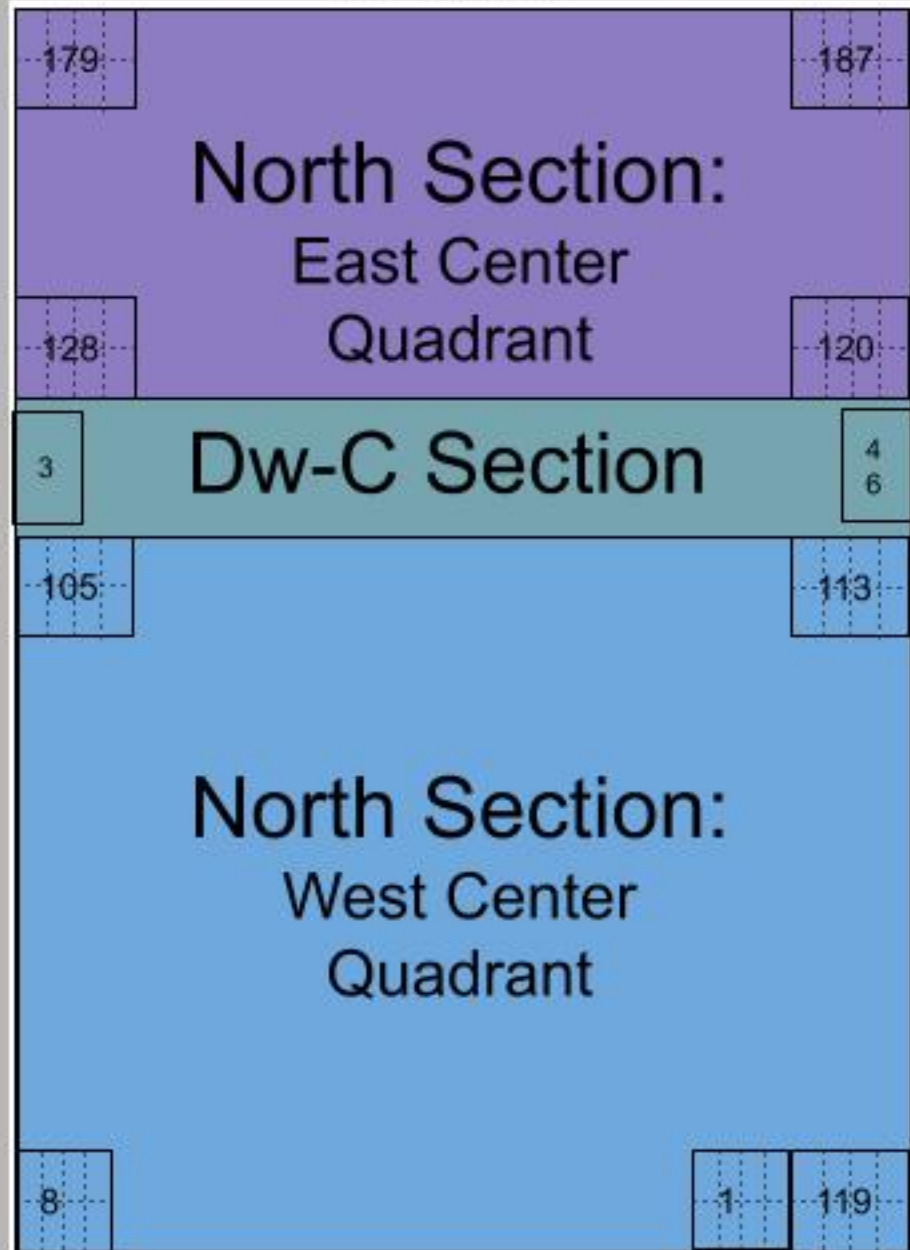 179 187
North Section:
East Center
Quadrant
128 120
3 Dw-C Section 4
6
105 113
North Section:
West Center
Quadrant
8 1 119